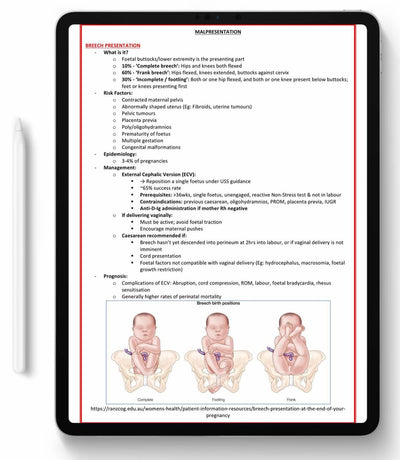 MALPRESENTATION
BREECH PRESENTATION
- What is it?
o Foetal buttocks/lower extremity is the presenting part
o 10% - 'Complete breech': Hips and knees both flexed
o 60% - 'Frank breech': Hips flexed, knees extended, buttocks against cervix
o 30% - 'Incomplete / footling': Both or one hip flexed, and both or one knee present below buttocks;
feet or knees presenting first
- Risk Factors:
o Contracted maternal pelvis
o Abnormally shaped uterus (Eg: Fibroids, uterine tumours)
o Pelvic tumours
o Placenta previa
o Poly/oligohydramnios
o Prematurity of foetus
o Multiple gestation
o Congenital malformations
- Epidemiology:
o 3-4% of pregnancies
- Management:
o External Cephalic Version (ECV):
▪ → Reposition a single foetus under USS guidance
▪ ~65% success rate
▪ Prerequisites: >36wks, single foetus, unengaged, reactive Non-Stress test & not in labour
▪ Contraindications: previous caesarean, oligohydramnios, PROM, placenta previa, IUGR
▪ Anti-D-Ig administration if mother Rh negative
o If delivering vaginally:
▪ Must be active; avoid foetal traction
▪ Encourage maternal pushes
o Caesarean recommended if:
▪ Breech hasn't yet descended into perineum at 2hrs into labour, or if vaginal delivery is not
imminent
▪ Cord presentation
▪ Foetal factors not compatible with vaginal delivery (Eg: hydrocephalus, macrosomia, foetal
growth restriction)
- Prognosis:
o Complications of ECV: Abruption, cord compression, ROM, labour, foetal bradycardia, rhesus
sensitisation
o Generally higher rates of perinatal mortality
Breech birth positions
Complete
Footling
Frank
https://ranzcog.edu.au/womens-health/patient-information-resources/breech-presentation-at-the-end-of-your-
pregnancy